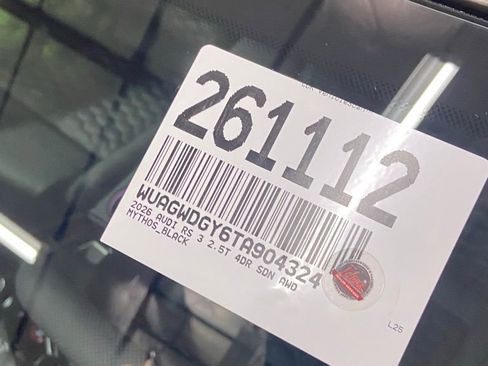 261112
WUAGWDGY6TA904324
2026 AUDI RS 3 2.5T 4DR SDN AWD
MYTHOS_BLACK
L25